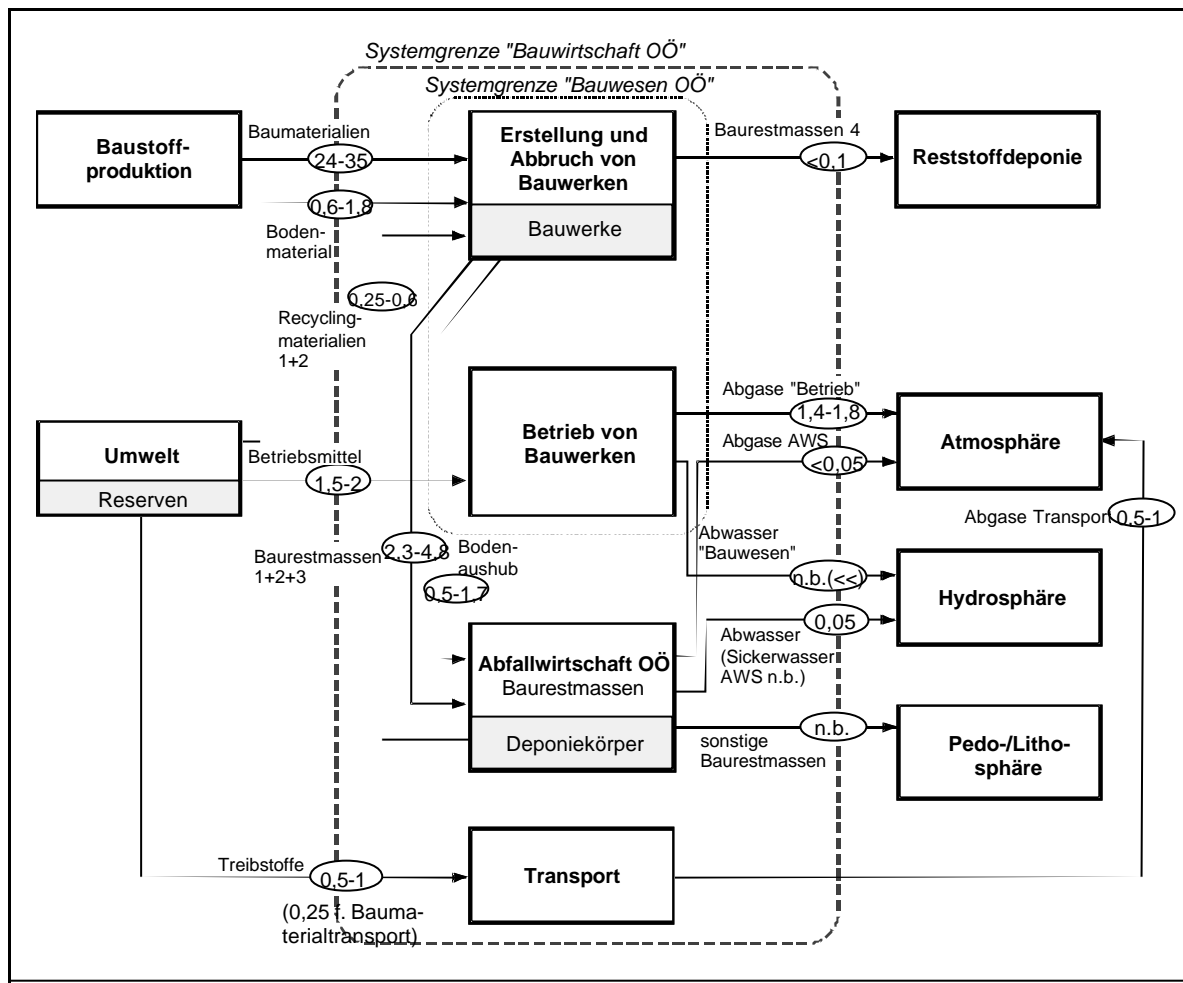 Systemgrenze "Bauwirtschaft OÖ"
Systemgrenze "Bauwesen OÖ"
Baustoff-
produktion
Baumaterialien
24-35
0,6-1,8
Boden-
material
Erstellung und
Abbruch von
Bauwerken
Bauwerke
Baurestmassen 4
<0,1
Reststoffdeponie
0,25-0,6
Recycling-
materialien
1+2
Umwelt
Reserven
Betriebsmittel
1,5-2
Betrieb von
Bauwerken
Abgase "Betrieb"
1,4-1,8
Abgase AWS
<0,05
Atmosphäre
Abgase Transport
0,5-1
Baurestmassen
1+2+3
2,3-4,8
Boden-
aushub
0,5-1,7
Abwasser
"Bauwesen"
n.b.(<<)
Hydrosphäre
0,05
Abwasser
(Sickerwasser
AWS n.b.)
Abfallwirtschaft OÖ
Baurestmassen
Deponiekörper
n.b.
sonstige
Baurestmassen
Pedo-/Litho-
sphäre
Treibstoffe
0,5-1
(0,25 f. Bauma-
terialtransport)
Transport